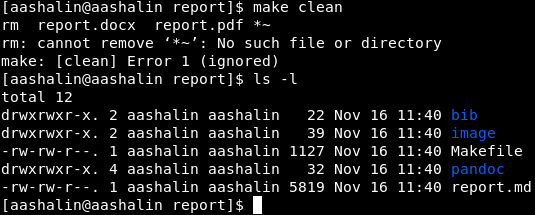 [aashalin@aashalin report]$ make clean
rm  report.docx  report.pdf *~
rm: cannot remove ‘*~’: No such file or directory
make: [clean] Error 1 (ignored)
[aashalin@aashalin report]$ ls -l
total 12
drwxrwxr-x. 2 aashalin aashalin   22 Nov 16 11:40 bib
drwxrwxr-x. 2 aashalin aashalin   39 Nov 16 11:40 image
-rw-rw-r--. 1 aashalin aashalin 1127 Nov 16 11:40 Makefile
drwxrwxr-x. 4 aashalin aashalin   32 Nov 16 11:40 pandoc
-rw-rw-r--. 1 aashalin aashalin 5819 Nov 16 11:40 report.md
[aashalin@aashalin report]$